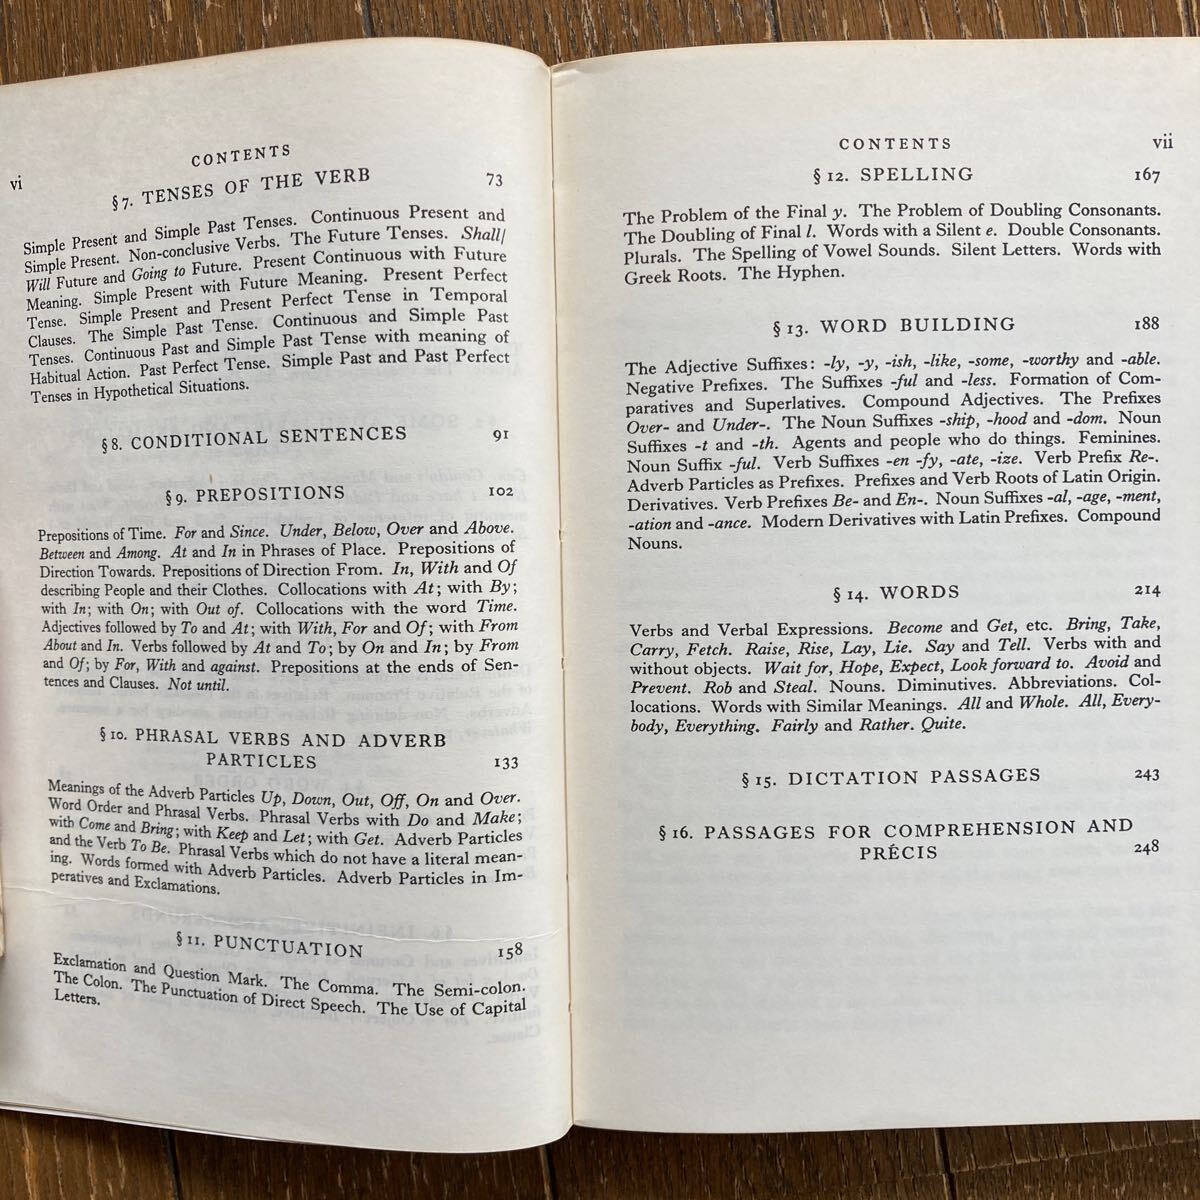 vi
CONTENTS
§ 7. TENSES OF THE VERB 73
Simple Present and Simple Past Tenses. Continuous Present and
Simple Present. Non-conclusive Verbs. The Future Tenses. Shall/
Will Future and Going to Future. Present Continuous with Future
Meaning. Simple Present with Future Meaning. Present Perfect
Tense. Simple Present and Present Perfect Tense in Temporal
Clauses. The Simple Past Tense. Continuous and Simple Past
Tenses. Continuous Past and Simple Past Tense with meaning of
Habitual Action. Past Perfect Tense. Simple Past and Past Perfect
Tenses in Hypothetical Situations.
§ 8. CONDITIONAL SENTENCES 91
§ 9. PREPOSITIONS 102
Prepositions of Time. For and Since. Under, Below, Over and Above.
Between and Among. At and In in Phrases of Place. Prepositions of
Direction Towards. Prepositions of Direction From. In, With and Of
describing People and their Clothes. Collocations with At; with By;
with In; with On; with Out of. Collocations with the word Time.
Adjectives followed by To and At; with With, For and Of; with From
About and In. Verbs followed by At and To; by On and In; by From
and Of; by For, With and against. Prepositions at the ends of Sen-
tences and Clauses. Not until.
§ 10. PHRASAL VERBS AND ADVERB
PARTICLES 133
Meanings of the Adverb Particles Up, Down, Out, Off, On and Over.
Word Order and Phrasal Verbs. Phrasal Verbs with Do and Make;
with Come and Bring; with Keep and Let; with Get. Adverb Particles
and the Verb To Be. Phrasal Verbs which do not have a literal mean-
ing. Words formed with Adverb Particles. Adverb Particles in Im-
peratives and Exclamations.
§ 11. PUNCTUATION 158
Exclamation and Question Mark. The Comma. The Semi-colon.
The Colon. The Punctuation of Direct Speech. The Use of Capital
Letters.
CONTENTS vii
§ 12. SPELLING 167
The Problem of the Final y. The Problem of Doubling Consonants.
The Doubling of Final l. Words with a Silent e. Double Consonants.
Plurals. The Spelling of Vowel Sounds. Silent Letters. Words with
Greek Roots. The Hyphen.
§ 13. WORD BUILDING 188
The Adjective Suffixes: -ly, -y, -ish, -like, -some, -worthy and -able.
Negative Prefixes. The Suffixes -ful and -less. Formation of Com-
paratives and Superlatives. Compound Adjectives. The Prefixes
Over- and Under-. The Noun Suffixes -ship, -hood and -dom. Noun
Suffixes -t and -th. Agents and people who do things. Feminines.
Noun Suffix -ful. Verb Suffixes -en -fy, -ate, -ize. Verb Prefix Re-.
Adverb Particles as Prefixes. Prefixes and Verb Roots of Latin Origin.
Derivatives. Verb Prefixes Be- and En-. Noun Suffixes -al, -age, -ment,
-ation and -ance. Modern Derivatives with Latin Prefixes. Compound
Nouns.
§ 14. WORDS 214
Verbs and Verbal Expressions. Become and Get, etc. Bring, Take,
Carry, Fetch. Raise, Rise, Lay, Lie. Say and Tell. Verbs with and
without objects. Wait for, Hope, Expect, Look forward to. Avoid and
Prevent. Rob and Steal. Nouns. Diminutives. Abbreviations. Col-
locations. Words with Similar Meanings. All and Whole. All, Every-
body, Everything. Fairly and Rather. Quite.
§ 15. DICTATION PASSAGES 243
§ 16. PASSAGES FOR COMPREHENSION AND
PRÉCIS 248